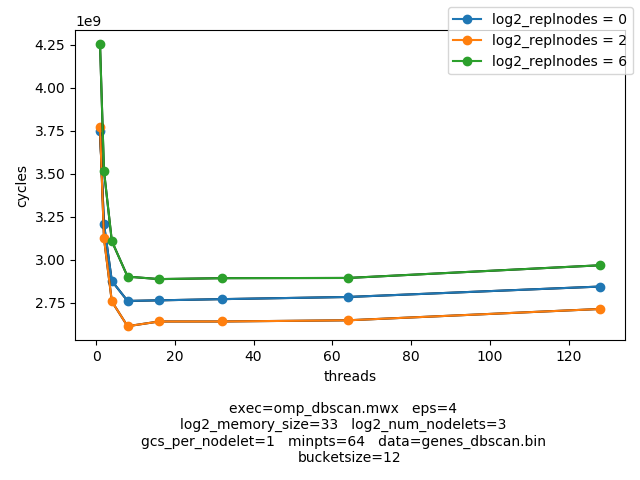 1e9
log2_replnodes = 0
log2_replnodes = 2
log2_replnodes = 6
4.25
4.00
3.75
3.50
3.25
3.00
2.75
cycles
0 20 40 60 80 100 120
threads
exec=omp_dbscan.mwx eps=4
log2_memory_size=33 log2_num_nodelets=3
gcs_per_nodelet=1 minpts=64 data=genes_dbscan.bin
bucketsize=12